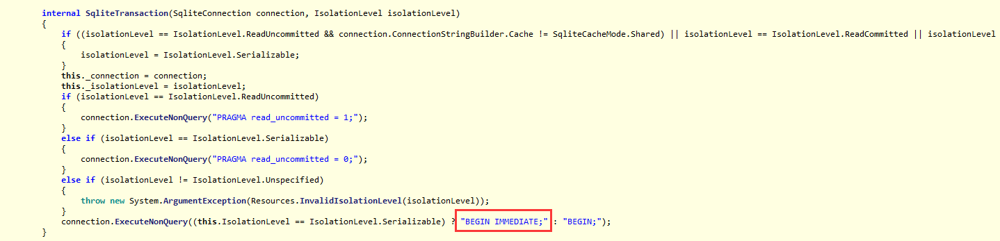 internal SqliteTransaction(SqliteConnection connection, IsolationLevel isolationLevel)
{
if ((isolationLevel == IsolationLevel.ReadUncommitted && connection.ConnectionStringBuilder.Cache != SqliteCacheMode.Shared) || isolationLevel == IsolationLevel.ReadCommitted || isolationLevel
{
isolationLevel = IsolationLevel.Serializable;
}
this._connection = connection;
this._isolationLevel = isolationLevel;
if (isolationLevel == IsolationLevel.ReadUncommitted)
{
connection.ExecuteNonQuery("PRAGMA read_uncommitted = 1;");
}
else if (isolationLevel == IsolationLevel.Serializable)
{
connection.ExecuteNonQuery("PRAGMA read_uncommitted = 0;");
}
else if (isolationLevel != IsolationLevel.Unspecified)
{
throw new System.ArgumentException(Resources.InvalidIsolationLevel(isolationLevel));
}
connection.ExecuteNonQuery((this.IsolationLevel == IsolationLevel.Serializable) ? "BEGIN IMMEDIATE;" : "BEGIN;");
}